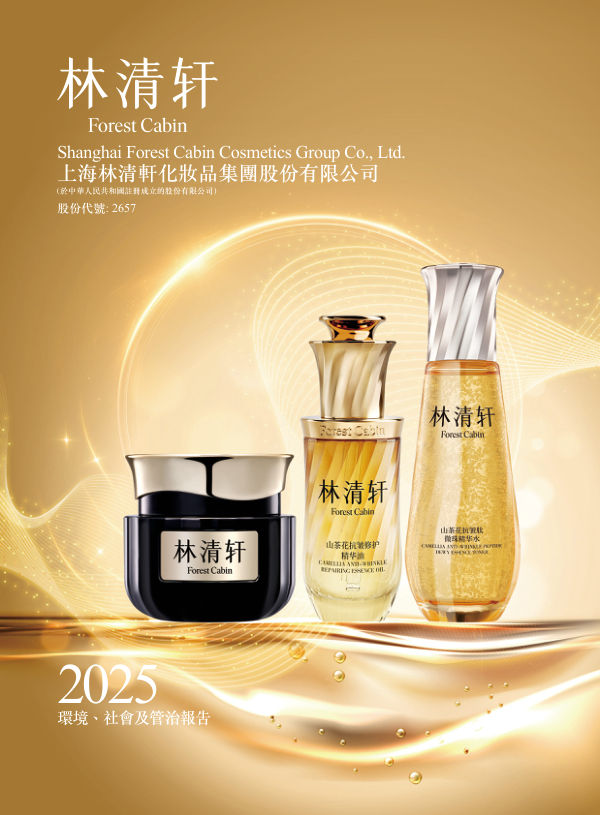 林清轩
Forest Cabin
Shanghai Forest Cabin Cosmetics Group Co., Ltd.
上海林清軒化妝品集團股份有限公司
(於中華人民共和國註冊成立的股份有限公司)
股份代號: 2657
林清轩
Forest Cabin
Forest Cabin
林清轩
Forest Cabin
山茶花抗皱修护
精华油
CAMELLIA ANTI-WRINKLE
REPAIRING ESSENCE OIL
林清轩
Forest Cabin
山茶花抗皱肽
微珠精华水
CAMELLIA ANTI-WRINKLE PEPTIDE
DEWY ESSENCE TONER
2025
環境、社會及管治報告